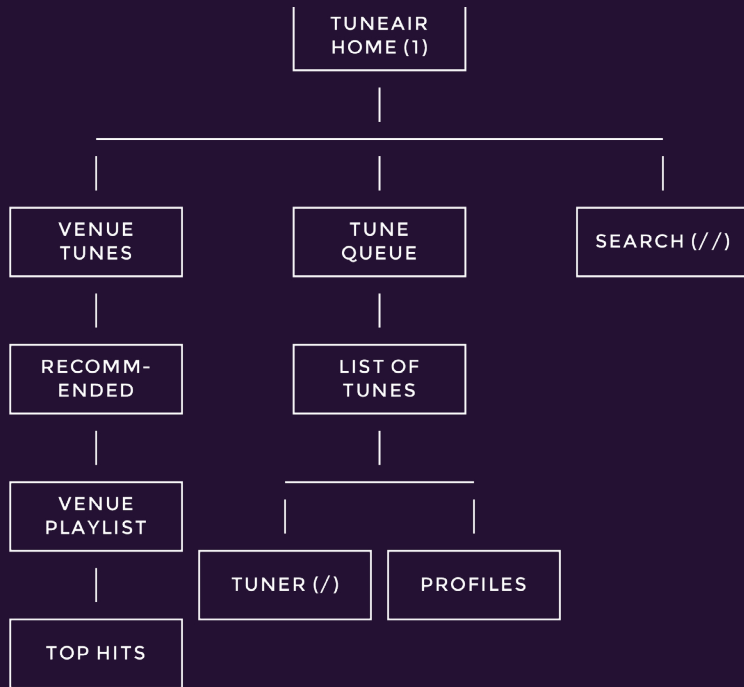 TUNEAIR
HOME (1)
VENUE
TUNES
TUNE
QUEUE
SEARCH (//)
RECOMM-
ENDED
LIST OF
TUNES
VENUE
PLAYLIST
TUNER (/)
PROFILES
TOP HITS